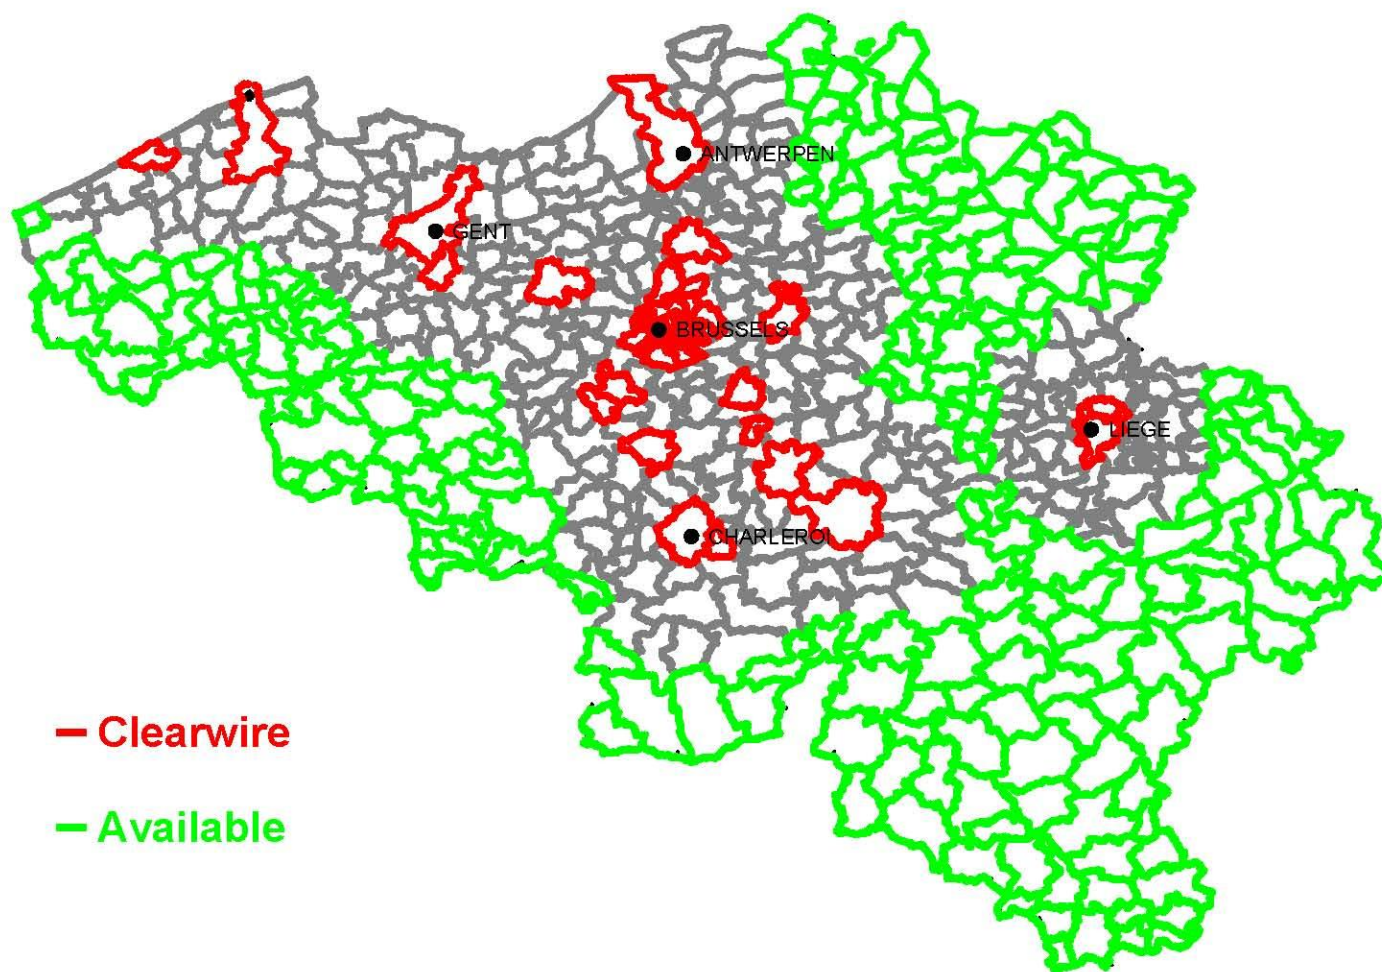 ANTWERPEN
GENT
BRUSSELS
LIEGE
CHARLEROI
Clearwire
Available